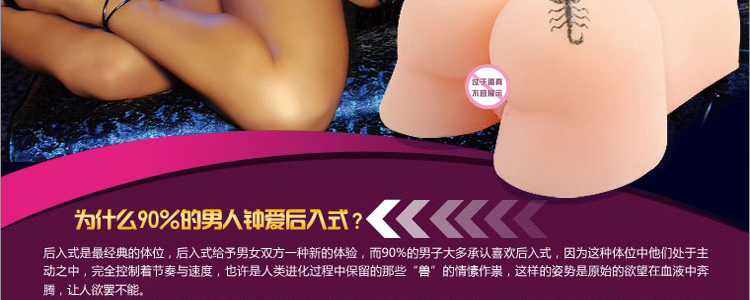 过于逼真
不宜展示
为什么90%的男人钟爱后入式？
后入式是最经典的体位，后入式给予男女双方一种新的体验，而90%的男子大多承认喜欢后入式，因为这种体位中他们处于主
动之中，完全控制着节奏与速度，也许是人类进化过程中保留的那些“兽”的情愫作祟，这样的姿势是原始的欲望在血液中奔
腾，让人欲罢不能。